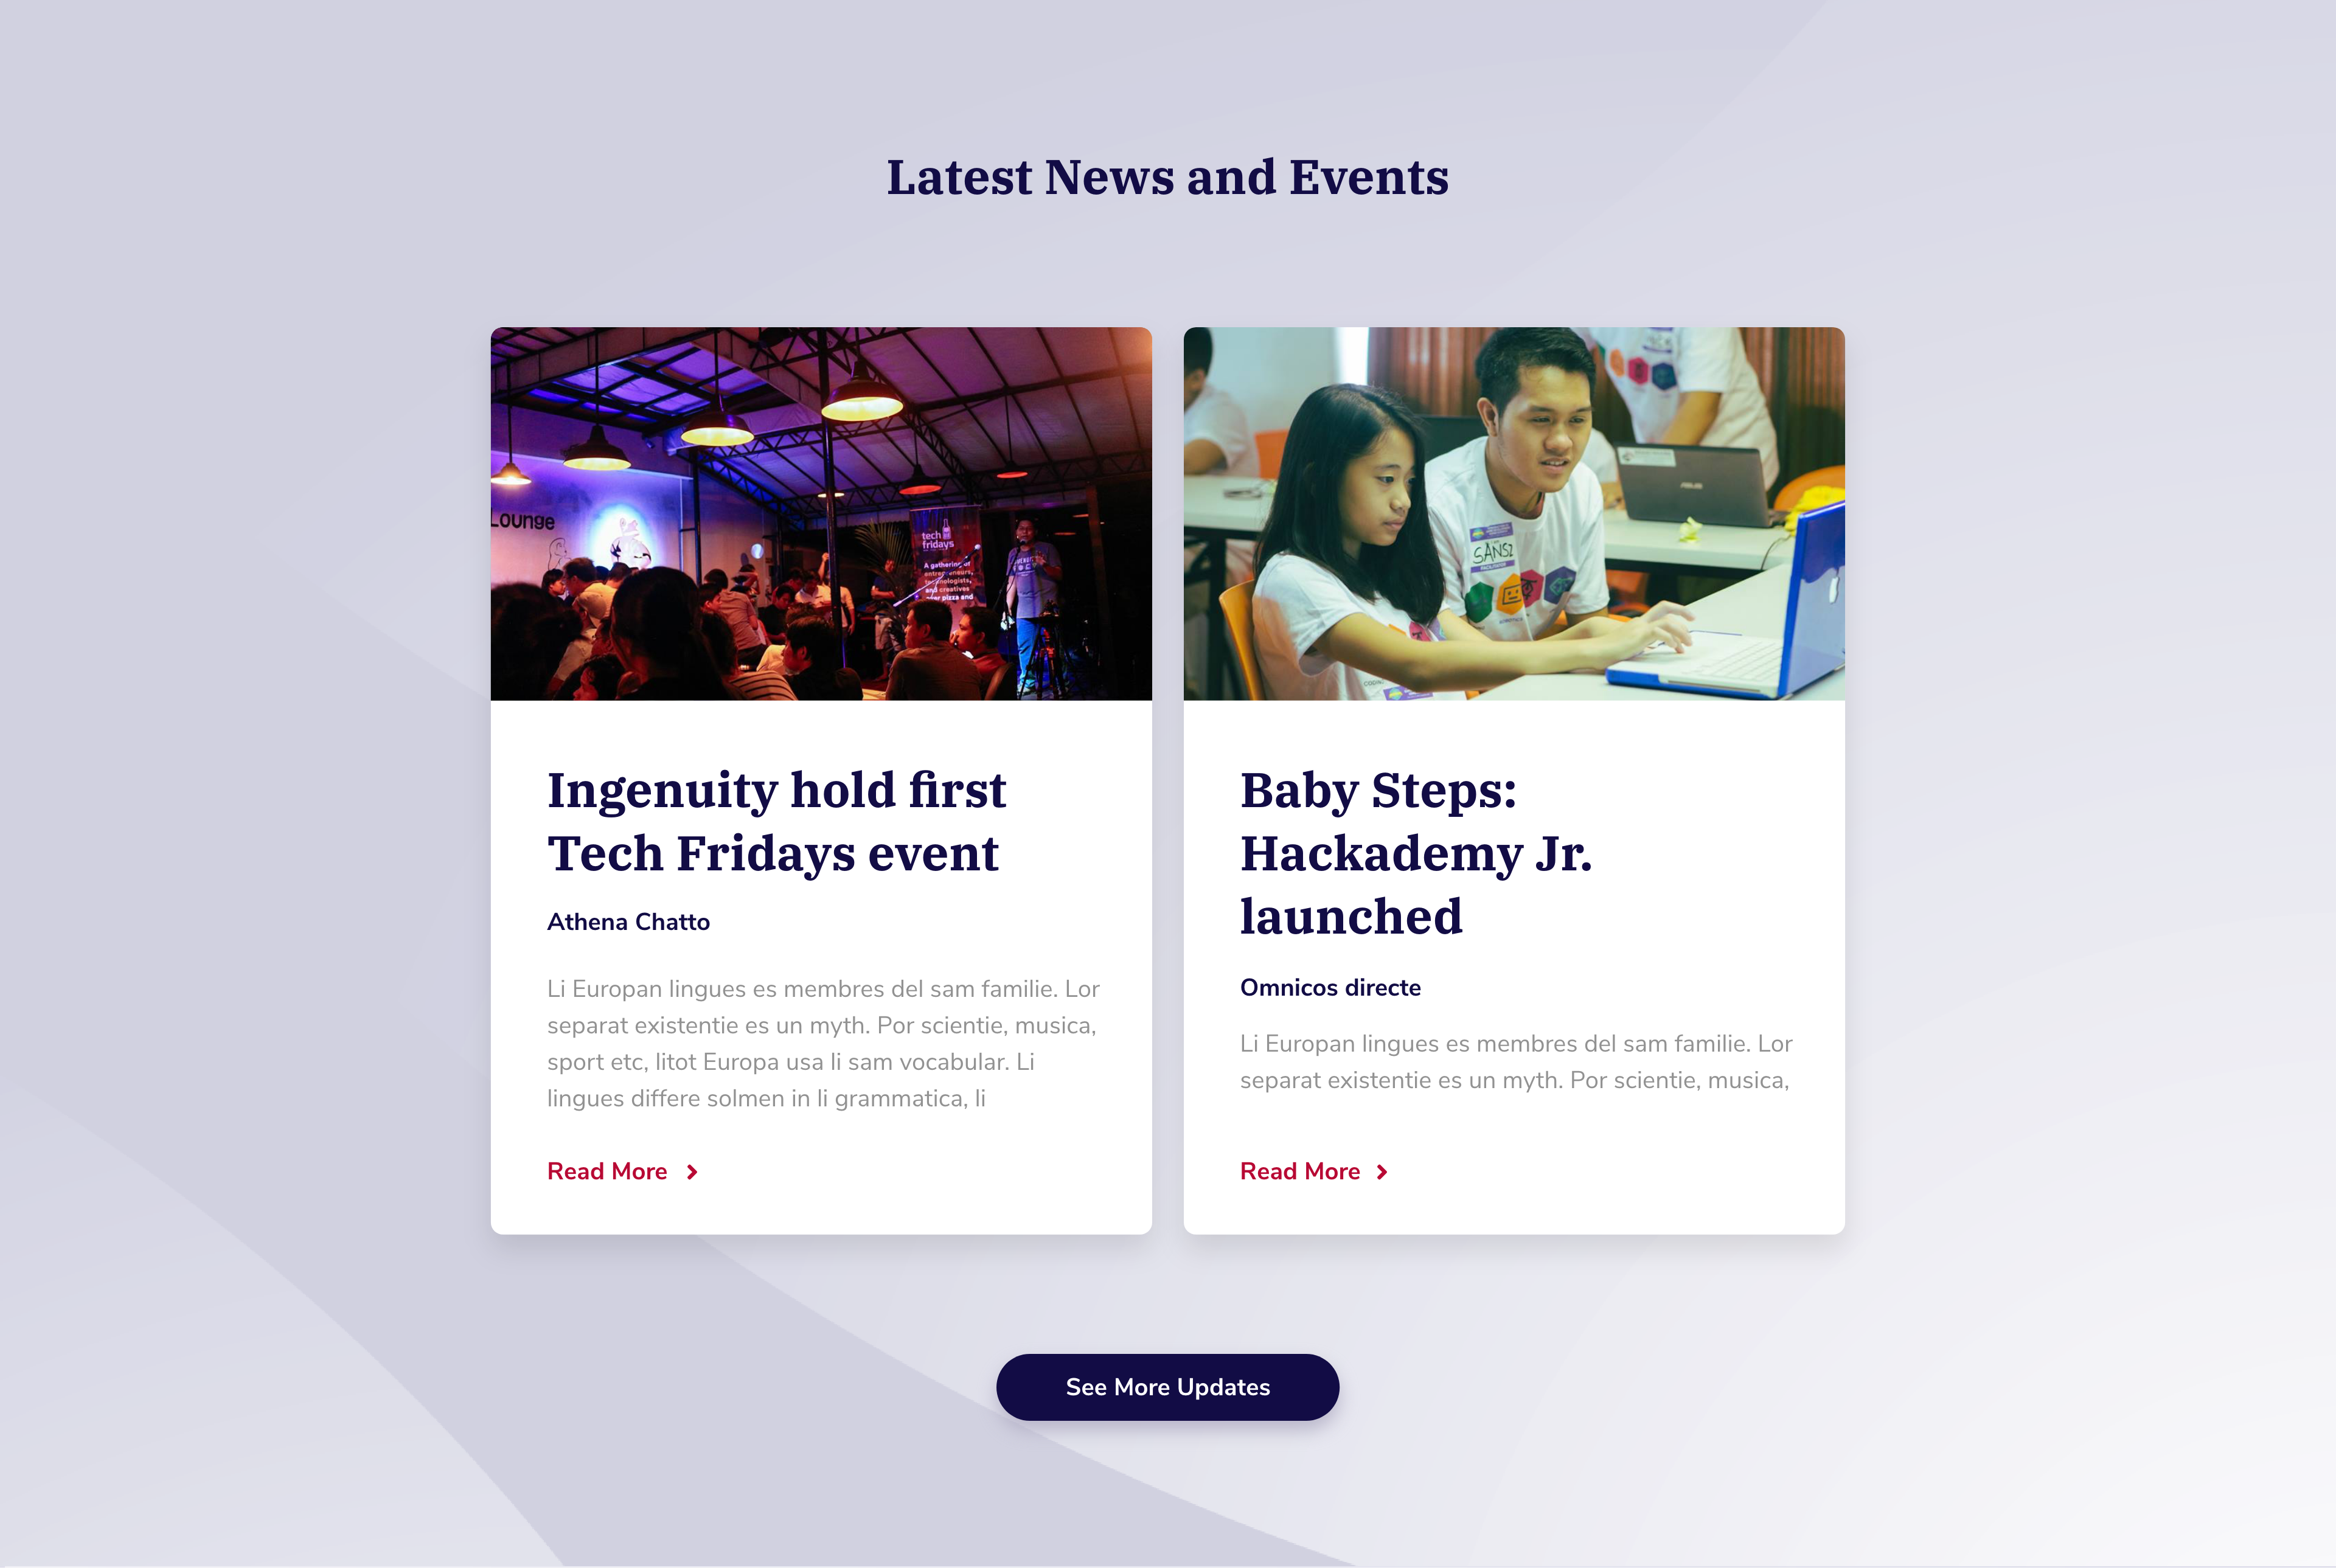 Latest News and Events
Lounge
tech
fridays
A gathering of
entrepreneurs,
technologists,
and creatives
over pizza and
SANSZ
FACILITATOR
ASUS
Ingenuity hold first
Tech Fridays event
Athena Chatto
Li Europan lingues es membres del sam familie. Lor
separat existentie es un myth. Por scientie, musica,
sport etc, litot Europa usa li sam vocabular. Li
lingues differe solmen in li grammatica, li
Read More
Baby Steps:
Hackademy Jr.
launched
Omnicos directe
Li Europan lingues es membres del sam familie. Lor
separat existentie es un myth. Por scientie, musica,
Read More
See More Updates